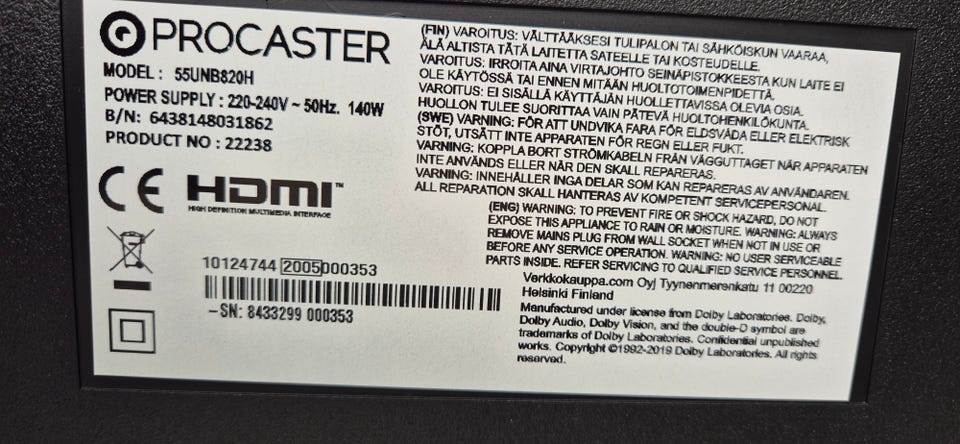 PROCASTER
MODEL : 55UNB820H
POWER SUPPLY : 220-240V ~ 50Hz. 140W
B/N: 6438148031862
PRODUCT NO : 22238
CE HDMI™
HIGH DEFINITION MULTIMEDIA INTERFACE
10124744 2005000353
-SN: 8433299 000353
(FIN) VAROITUS: VÄLTTÄÄKSESI TULIPALON TAI SÄHKÖISKUN VAARAA,
ÄLÄ ALTISTA TÄTÄ LAITETTA SATEELLE TAI KOSTEUDELLE.
VAROITUS: IRROITA AINA VIRTAJOHTO SEINÄPISTOKKEESTA KUN LAITE EI
OLE KÄYTÖSSÄ TAI ENNEN MITÄÄN HUOLTOTOIMENPIDETTÄ.
VAROITUS: EI SISÄLLÄ KÄYTTÄJÄN HUOLLETTAVISSA OLEVIA OSIA.
HUOLLON TULEE SUORITTAA VAIN PÄTEVÄ HUOLTOHENKILÖKUNTA.
(SWE) VARNING: FÖR ATT UNDVIKA FARA FÖR ELDSVÅDA ELLER ELEKTRISK
STÖT, UTSÄTT INTE APPARATEN FÖR REGN ELLER FUKT.
VARNING: KOPPLA BORT STRÖMKABELN FRÅN VÄGGUTTAGET NÄR APPARATEN
INTE ANVÄNDS ELLER NÄR DEN SKALL REPARERAS.
VARNING: INNEHÅLLER INGA DELAR SOM KAN REPARERAS AV ANVÄNDAREN.
ALL REPARATION SKALL HANTERAS AV KOMPETENT SERVICEPERSONAL.
(ENG) WARNING: TO PREVENT FIRE OR SHOCK HAZARD, DO NOT
EXPOSE THIS APPLIANCE TO RAIN OR MOISTURE. WARNING: ALWAYS
REMOVE MAINS PLUG FROM WALL SOCKET WHEN NOT IN USE OR
BEFORE ANY SERVICE OPERATION. WARNING: NO USER SERVICEABLE
PARTS INSIDE. REFER SERVICING TO QUALIFIED SERVICE PERSONNEL.
Verkkokauppa.com Oyj Tyynenmerenkatu 11 00220
Helsinki Finland
Manufactured under license from Dolby Laboratories. Dolby,
Dolby Audio, Dolby Vision, and the double-D symbol are
trademarks of Dolby Laboratories. Confidential unpublished
works. Copyright ©1992-2019 Dolby Laboratories. All rights
reserved.